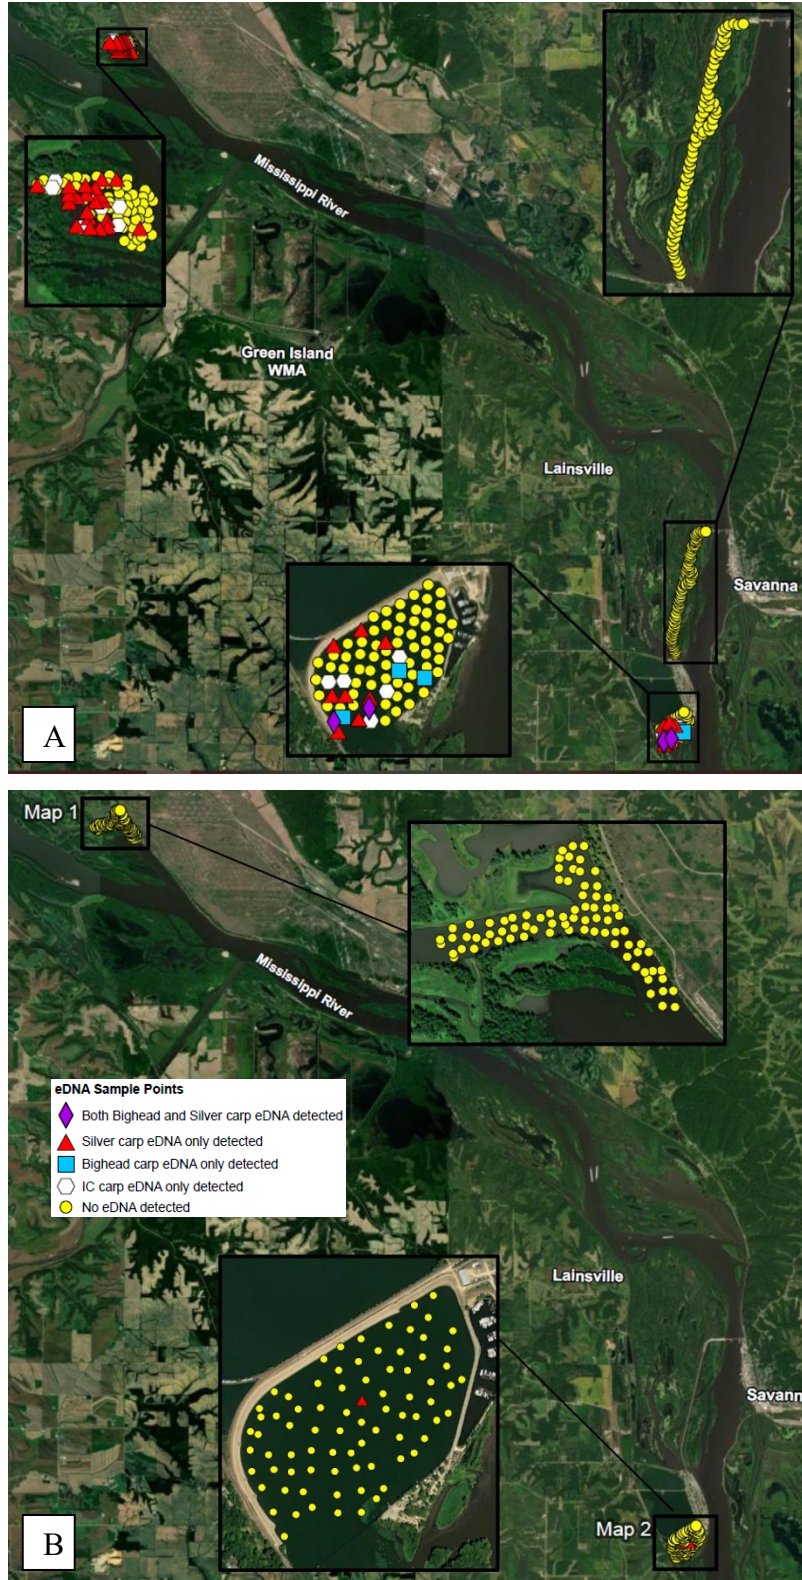 Mississippi River
Green Island
WMA
Lainsville
Savanna
A
Map 1
Mississippi River
eDNA Sample Points
Both Bighead and Silver carp eDNA detected
Silver carp eDNA only detected
Bighead carp eDNA only detected
IC carp eDNA only detected
No eDNA detected
Lainsville
Savann
Map 2
B